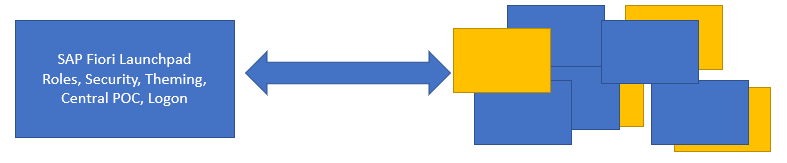 SAP Fiori Launchpad
Roles, Security, Theming,
Central POC, Logon